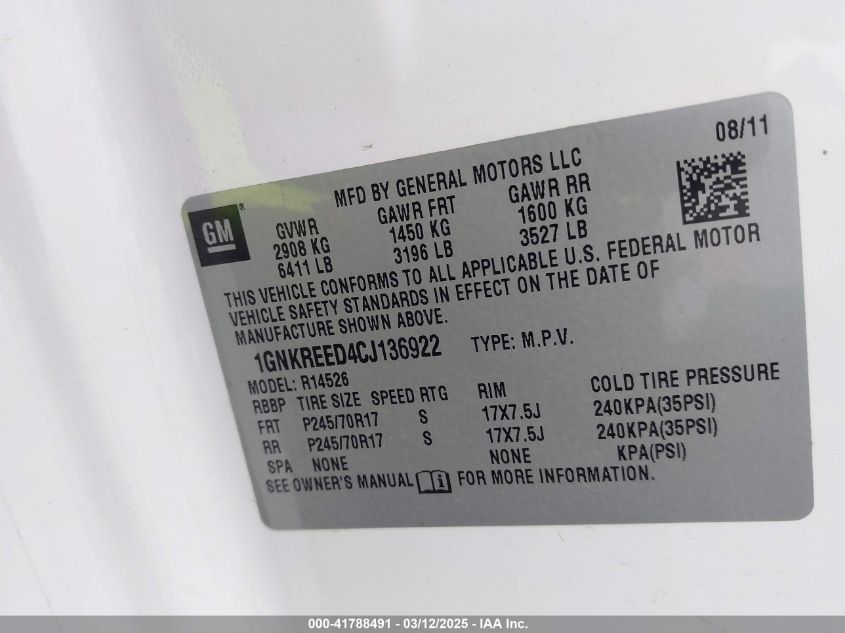 08/11
MFD BY GENERAL MOTORS LLC
GM®
GVWR GAWR FRT GAWR RR
2908 KG 1450 KG 1600 KG
6411 LB 3196 LB 3527 LB
THIS VEHICLE CONFORMS TO ALL APPLICABLE U.S. FEDERAL MOTOR
VEHICLE SAFETY STANDARDS IN EFFECT ON THE DATE OF
MANUFACTURE SHOWN ABOVE.
1GNKREED4CJ136922 TYPE: M.P.V.
MODEL: R14526
RBBP TIRE SIZE SPEED RTG RIM COLD TIRE PRESSURE
FRT P245/70R17 S 17X7.5J 240KPA(35PSI)
RR P245/70R17 S 17X7.5J 240KPA(35PSI)
SPA NONE NONE KPA(PSI)
SEE OWNER'S MANUAL i FOR MORE INFORMATION.
000-41788491 - 03/12/2025 - IAA Inc.